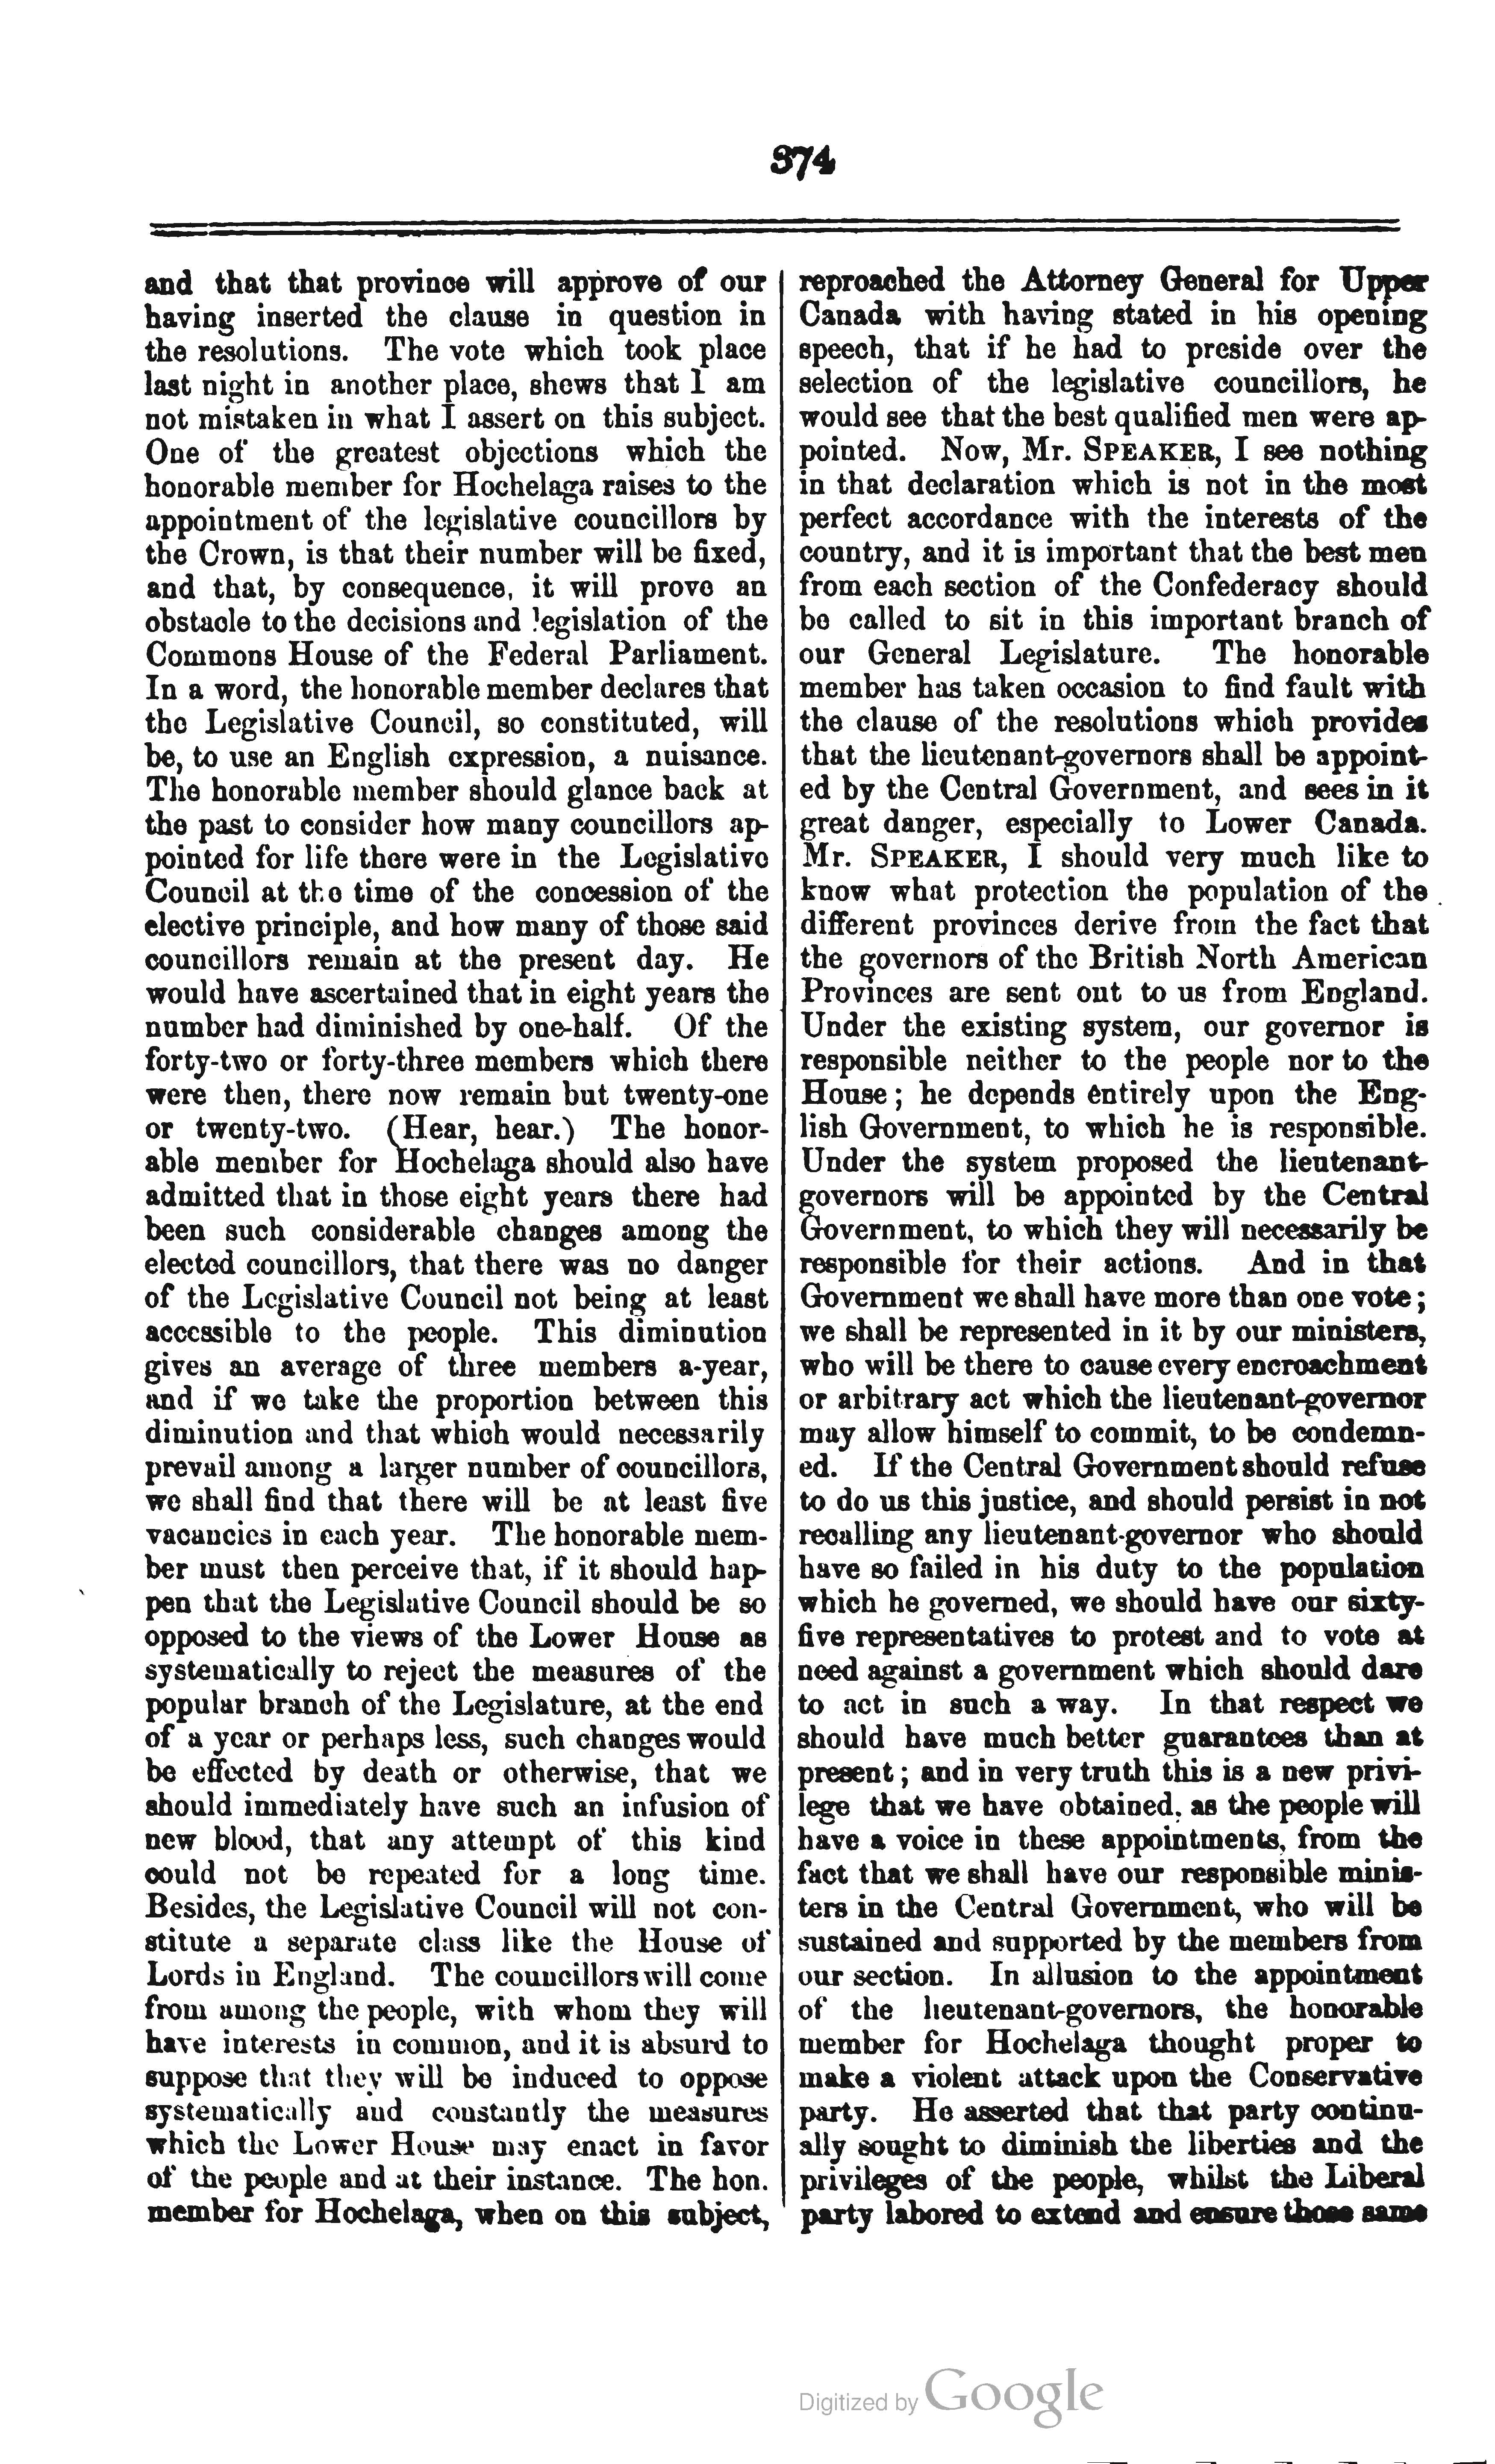 374
and that that province will approve of our
having inserted the clause in question in
the resolutions. The vote which took place
last night in another place, shews that I am
not mistaken in what I assert on this subject.
One of the greatest objections which the
honorable member for Hochelaga raises to the
appointment of the legislative councillors by
the Crown, is that their number will be fixed,
and that, by consequence, it will prove an
obstacle to the decisions and legislation of the
Commons House of the Federal Parliament.
In a word, the honorable member declares that
the Legislative Council, so constituted, will
be, to use an English expression, a nuisance.
The honorable member should glance back at
the past to consider how many councillors ap-
pointed for life there were in the Legislative
Council at the time of the concession of the
elective principle, and how many of those said
councillors remain at the present day. He
would have ascertained that in eight years the
number had diminished by one-half. Of the
forty-two or forty-three members which there
were then, there now remain but twenty-one
or twenty-two. (Hear, hear.) The honor-
able member for Hochelaga should also have
admitted that in those eight years there had
been such considerable changes among the
elected councillors, that there was no danger
of the Legislative Council not being at least
accessible to the people. This diminution
gives an average of three members a-year,
and if we take the proportion between this
diminution and that which would necessarily
prevail among a larger number of councillors,
we shall find that there will be at least five
vacancies in each year. The honorable mem-
ber must then perceive that, if it should hap-
pen that the Legislative Council should be so
opposed to the views of the Lower House as
systematically to reject the measures of the
popular branch of the Legislature, at the end
of a year or perhaps less, such changes would
be effected by death or otherwise, that we
should immediately have such an infusion of
new blood, that any attempt of this kind
could not be repeated for a long time.
Besides, the Legislative Council will not con-
stitute a separate class like the House of
Lords in England. The councillors will come
from among the people, with whom they will
have interests in common, and it is absurd to
suppose that they will be induced to oppose
systematically and constantly the measures
which the Lower House may enact in favor
of the people and at their instance. The hon.
member for Hochelaga, when on this subject,
reproached the Attorney General for Upper
Canada with having stated in his opening
speech, that if he had to preside over the
selection of the legislative councillors, he
would see that the best qualified men were ap-
pointed. Now, Mr. SPEAKER, I see nothing
in that declaration which is not in the most
perfect accordance with the interests of the
country, and it is important that the best men
from each section of the Confederacy should
be called to sit in this important branch of
our General Legislature. The honorable
member has taken occasion to find fault with
the clause of the resolutions which provides
that the lieutenant-governors shall be appoint-
ed by the Central Government, and sees in it
great danger, especially to Lower Canada.
Mr. SPEAKER, I should very much like to
know what protection the population of the
different provinces derive from the fact that
the governors of the British North American
Provinces are sent out to us from England.
Under the existing system, our governor is
responsible neither to the people nor to the
House; he depends entirely upon the Eng-
lish Government, to which he is responsible.
Under the system proposed the lieutenant-
governors will be appointed by the Central
Government, to which they will necessarily be
responsible for their actions. And in that
Government we shall have more than one vote;
we shall be represented in it by our ministers,
who will be there to cause every encroachment
or arbitrary act which the lieutenant-governor
may allow himself to commit, to be condemn-
ed. If the Central Government should refuse
to do us this justice, and should persist in not
recalling any lieutenant-governor who should
have so failed in his duty to the population
which he governed, we should have our sixty-
five representatives to protest and to vote at
need against a government which should dare
to act in such a way. In that respect we
should have much better guarantees than at
present; and in very truth this is a new privi-
lege that we have obtained, as the people will
have a voice in these appointments, from the
fact that we shall have our responsible minis-
ters in the Central Government, who will be
sustained and supported by the members from
our section. In allusion to the appointment
of the lieutenant-governors, the honorable
member for Hochelaga thought proper to
make a violent attack upon the Conservative
party. He asserted that that party continu-
ally sought to diminish the liberties and the
privileges of the people, whilst the Liberal
party labored to extend and ensure those same
Digitized by Google